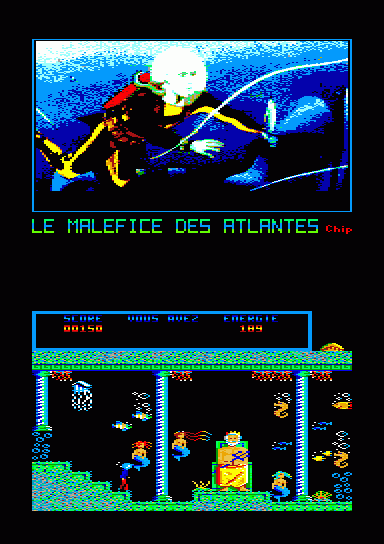 LE MALEFICE DES ATLANTES Chip
SCORE VOUS AVEZ ENERGIE
00150 189